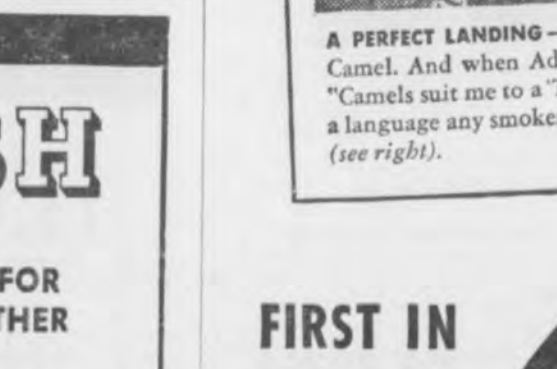 SH
FOR
THER
A PERFECT LANDING—
Camel. And when Ad
"Camels suit me to a "T
a language any smoke
(see right).
FIRST IN